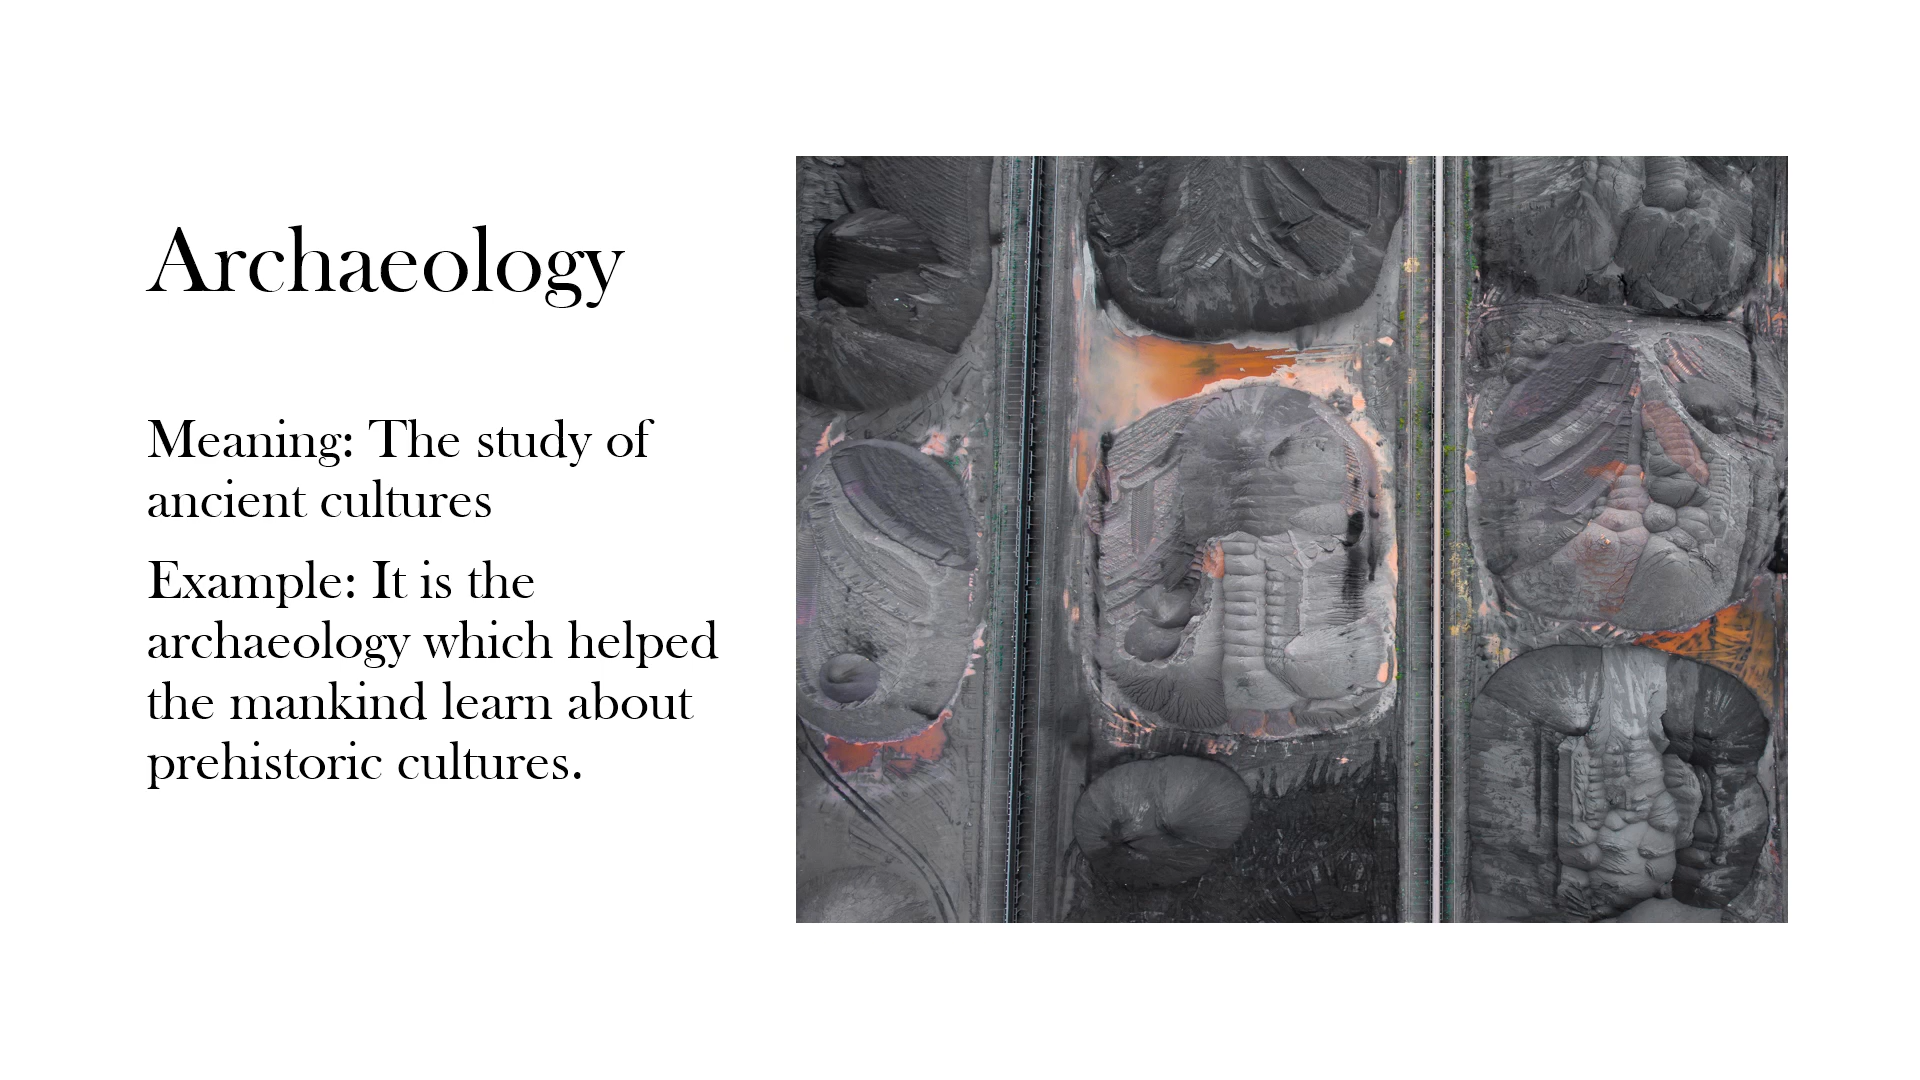 Archaeology
Meaning: The study of
ancient cultures
Example: It is the
archaeology which helped
the mankind learn about
prehistoric cultures.